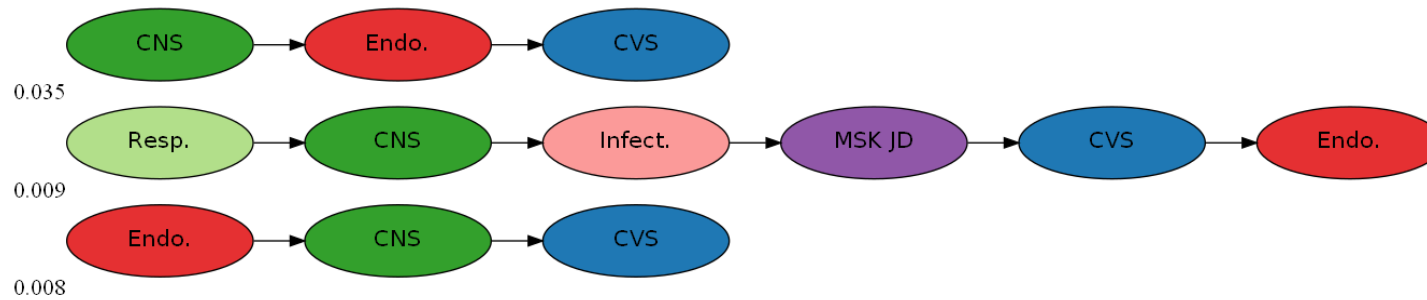 CNS Endo. CVS
0.035
Resp. CNS Infect. MSK JD CVS Endo.
0.009
Endo. CNS CVS
0.008